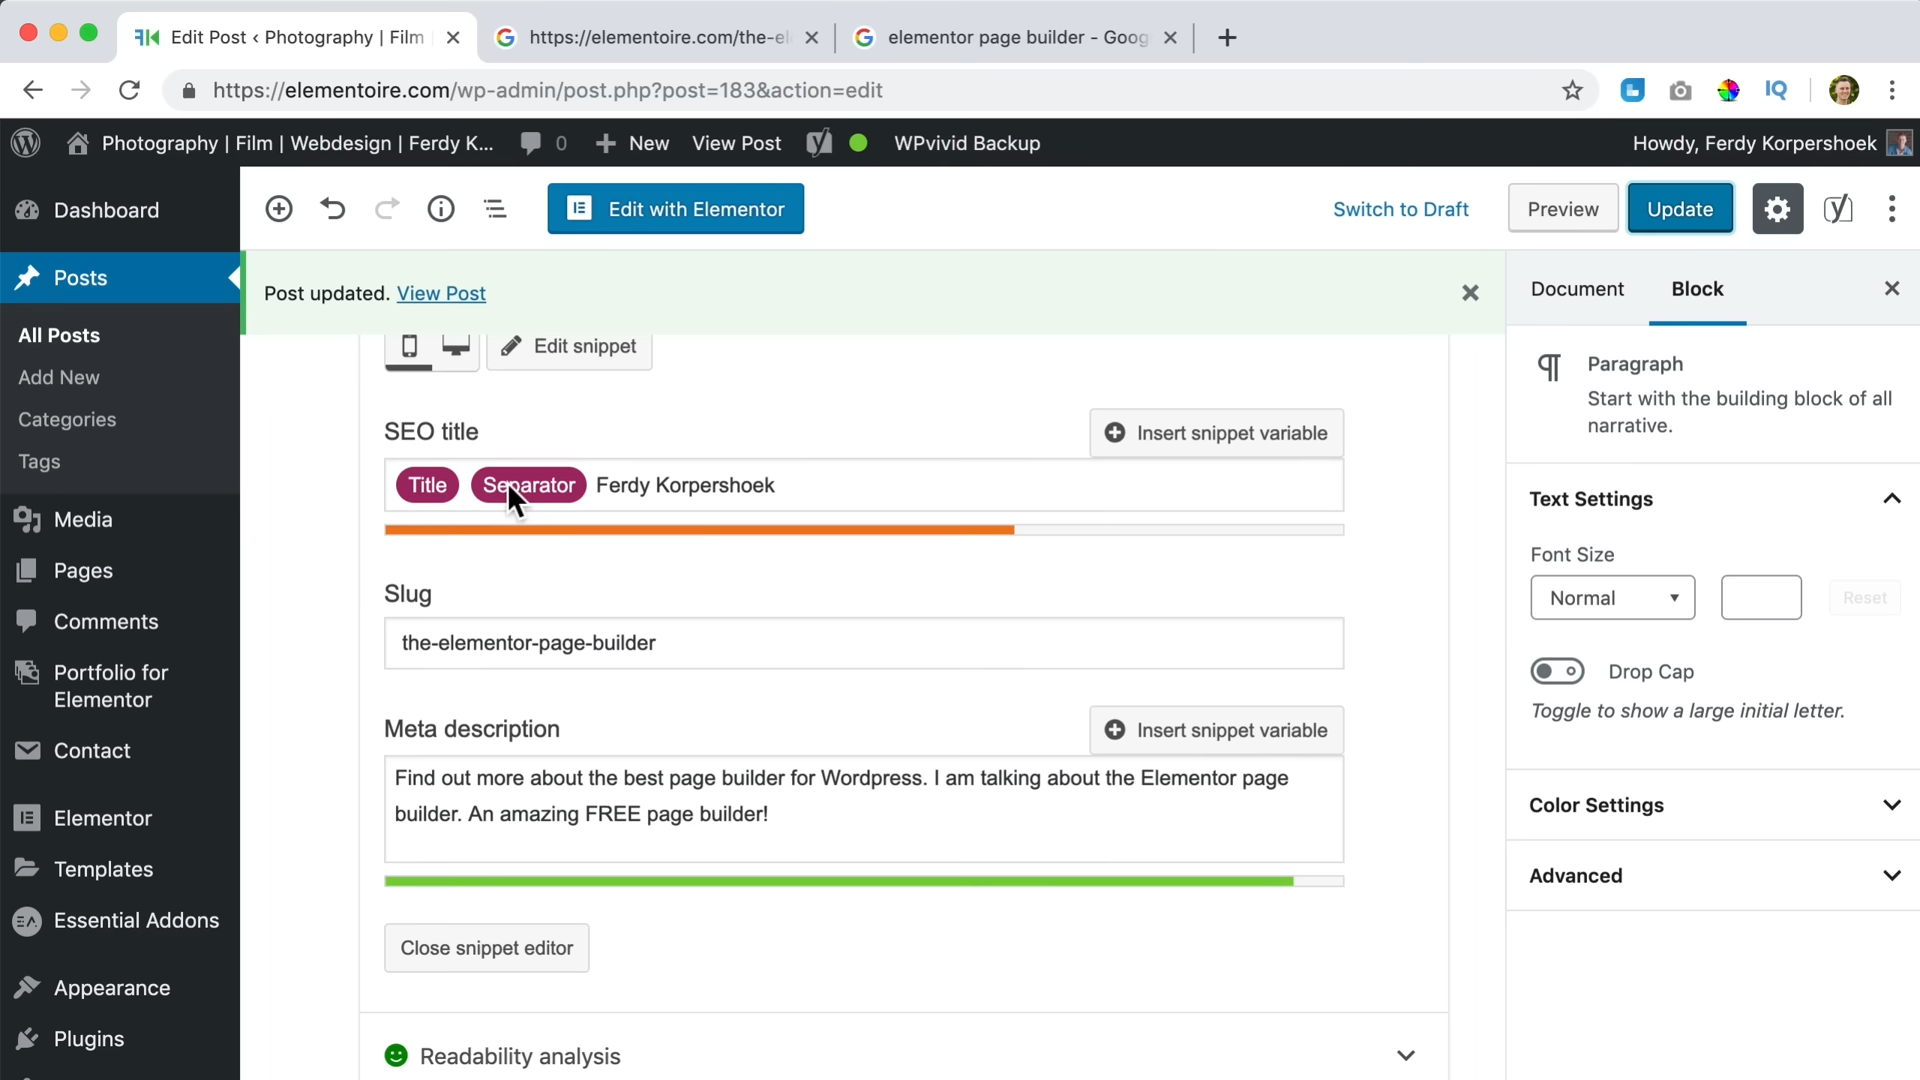 Edit Post ‹ Photography | Film
https://elementoire.com/the-el
elementor page builder - Goog
https://elementoire.com/wp-admin/post.php?post=183&action=edit
IQ
Photography | Film | Webdesign | Ferdy K...
0
New
View Post
WPvivid Backup
Howdy, Ferdy Korpershoek
Dashboard
Edit with Elementor
Switch to Draft
Preview
Update
Posts
Post updated. View Post
Document
Block
All Posts
Add New
Categories
Tags
Edit snippet
Paragraph
Start with the building block of all
narrative.
SEO title
Insert snippet variable
Title
Separator
Ferdy Korpershoek
Text Settings
Media
Font Size
Pages
Slug
Normal
Reset
Comments
the-elementor-page-builder
Portfolio for
Elementor
Drop Cap
Toggle to show a large initial letter.
Contact
Meta description
Insert snippet variable
Find out more about the best page builder for Wordpress. I am talking about the Elementor page
builder. An amazing FREE page builder!
Color Settings
Elementor
Templates
Advanced
EA
Essential Addons
Close snippet editor
Appearance
Plugins
Readability analysis